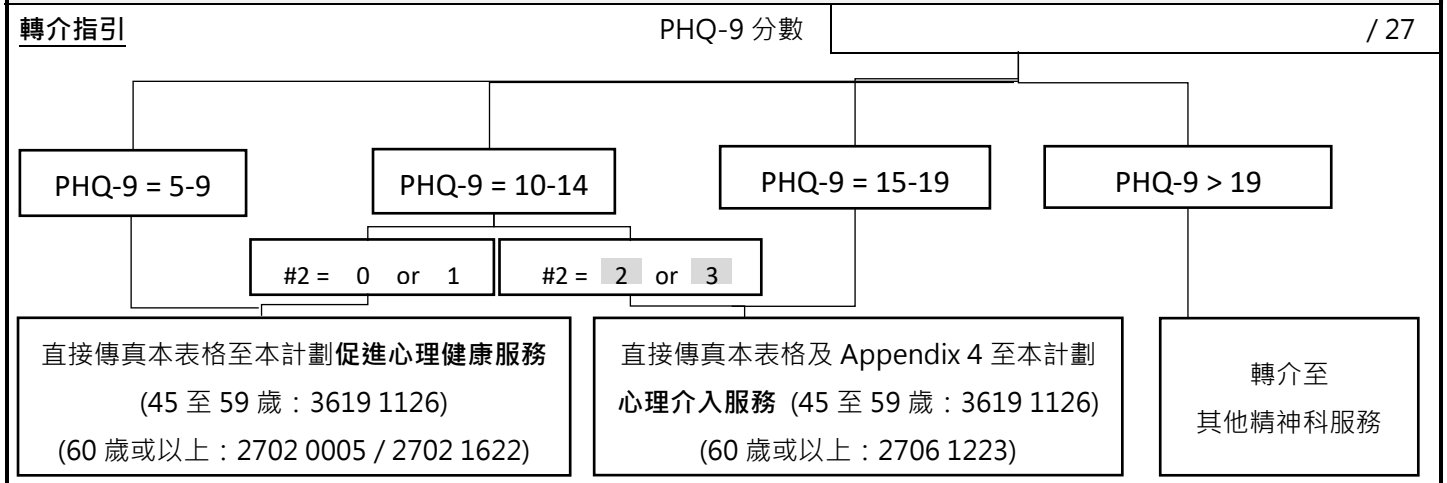 轉介指引 PHQ-9 分數 / 27
PHQ-9 = 5-9
PHQ-9 = 10-14
PHQ-9 = 15-19
PHQ-9 > 19
#2 = 0 or 1
#2 = 2 or 3
直接傳真本表格至本計劃促進心理健康服務
(45 至 59 歲：3619 1126)
(60 歲或以上：2702 0005 / 2702 1622)
直接傳真本表格及 Appendix 4 至本計劃
心理介入服務 (45 至 59 歲：3619 1126)
(60 歲或以上：2706 1223)
轉介至
其他精神科服務